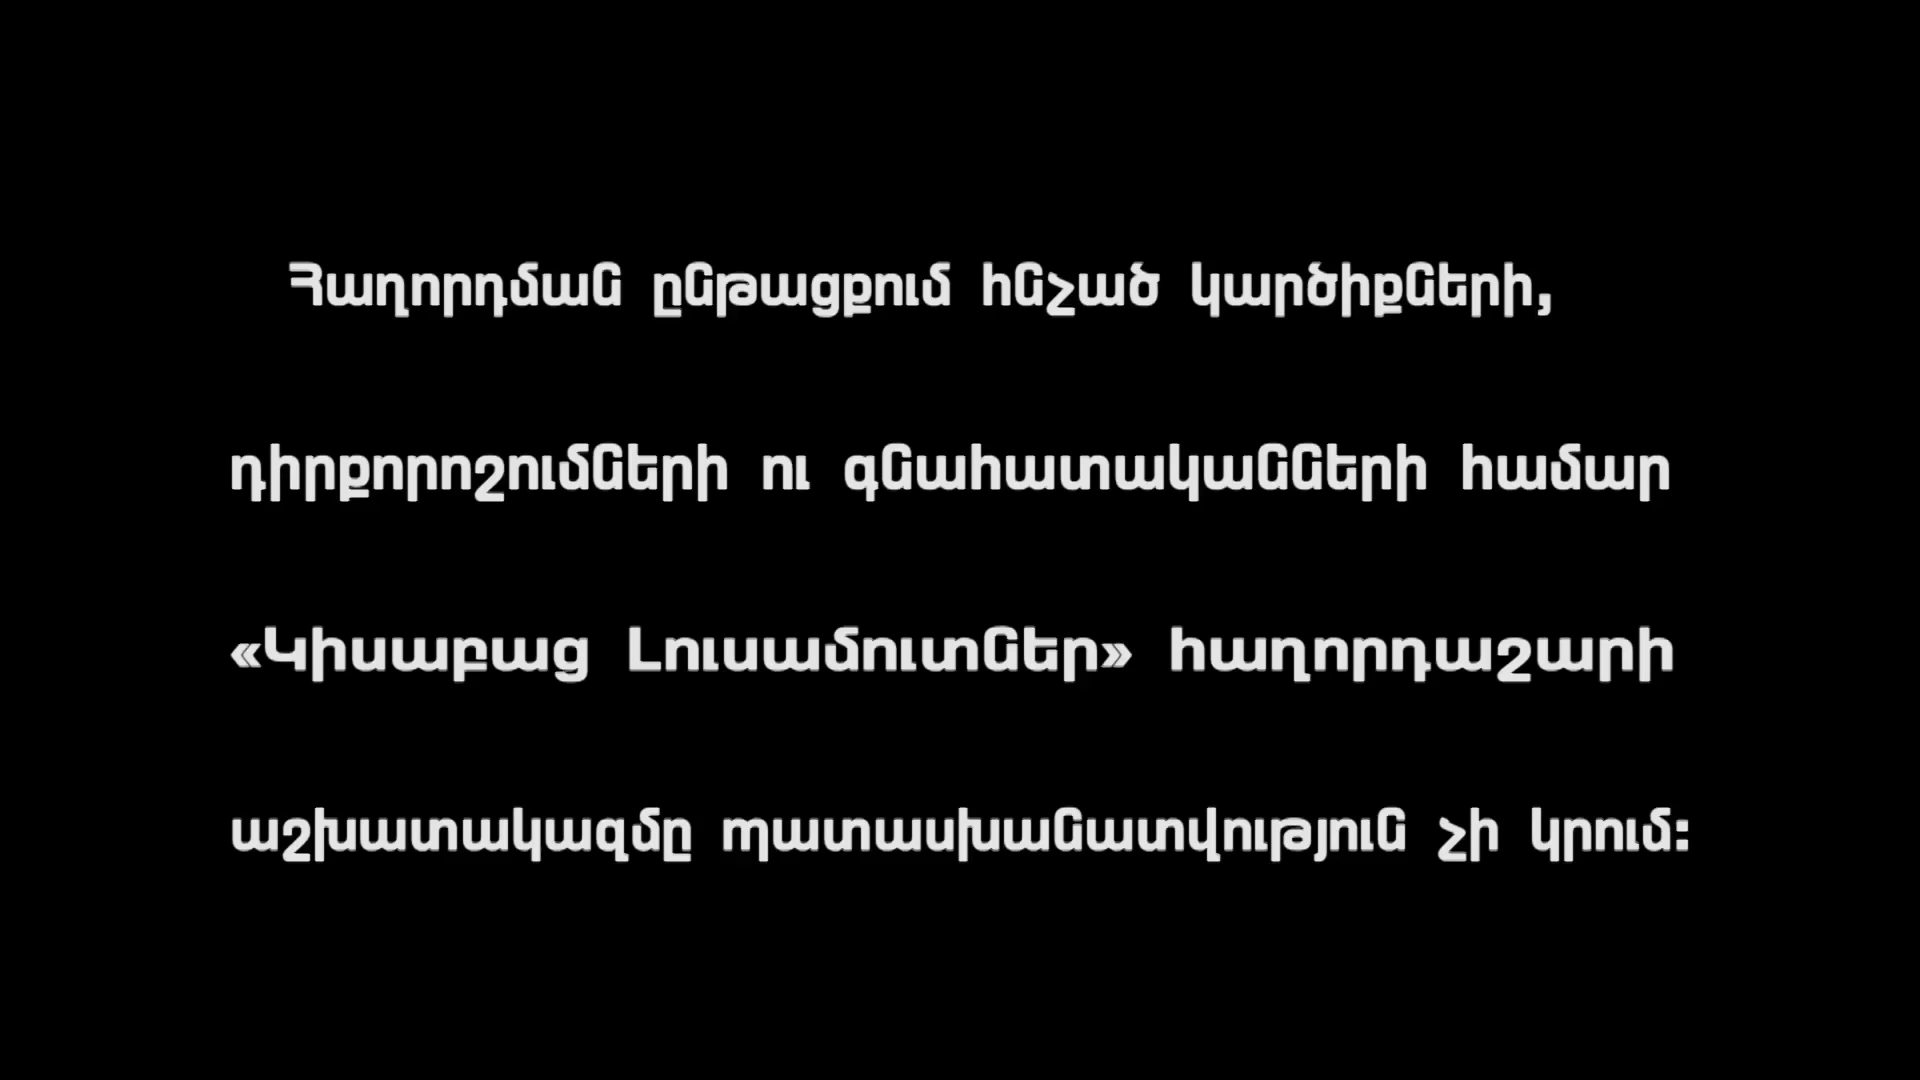 Հաղորդման ընթացքում հնչած կարծիքների,
դիրքորոշումների ու գնահատականների համար
«Կիսաբաց Լուսամուտներ» հաղորդաշարի
աշխատակազմը պատասխանատվություն չի կրում: